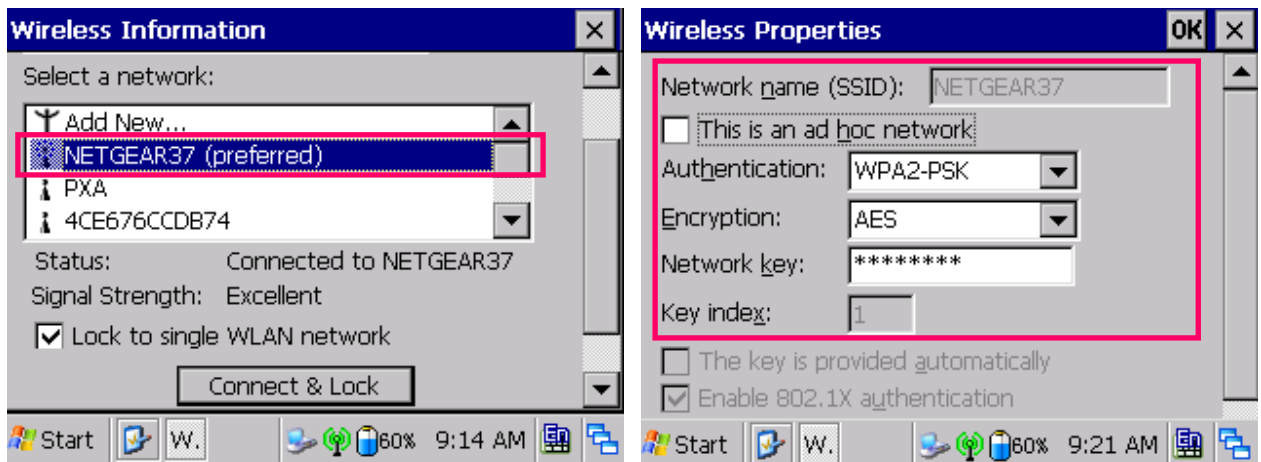 Wireless Information
Select a network:
Add New...
NETGEAR37 (preferred)
PXA
4CE676CCDB74
Status: Connected to NETGEAR37
Signal Strength: Excellent
Lock to single WLAN network
Connect & Lock
Start W. 60% 9:14 AM
Wireless Properties OK
Network name (SSID): NETGEAR37
This is an ad hoc network
Authentication: WPA2-PSK
Encryption: AES
Network key: ********
Key index: 1
The key is provided automatically
Enable 802.1X authentication
Start W. 60% 9:21 AM